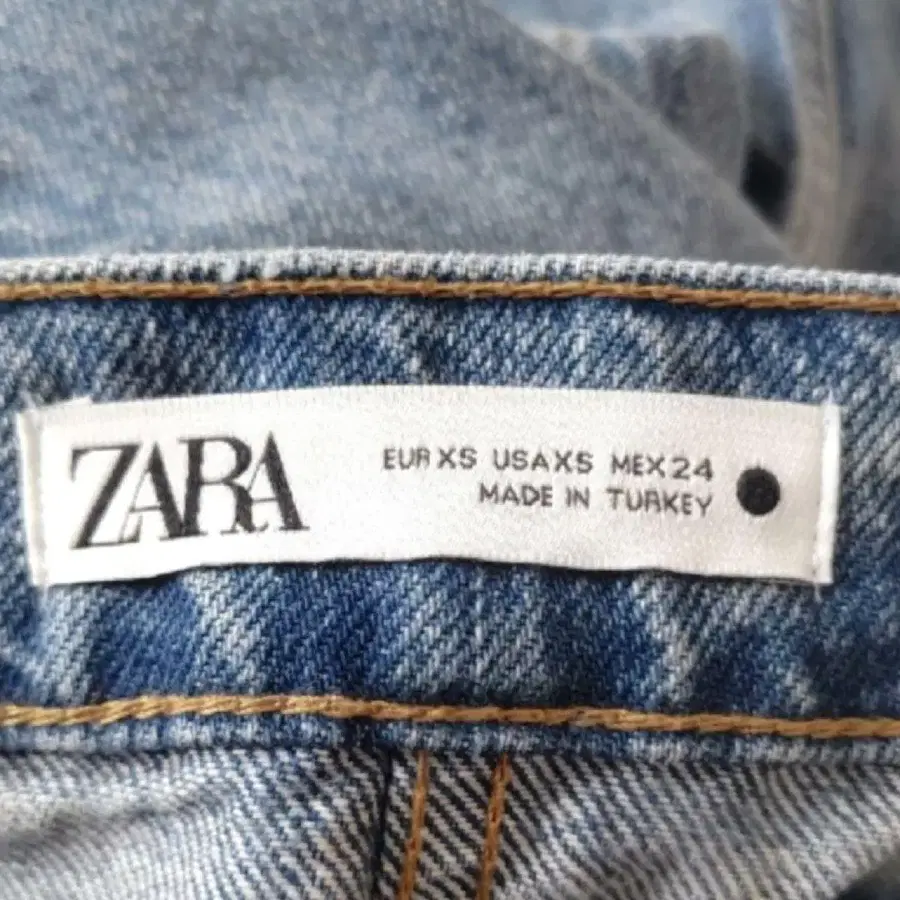 ZARA
EUR XS USA XS MEX 24
MADE IN TURKEY